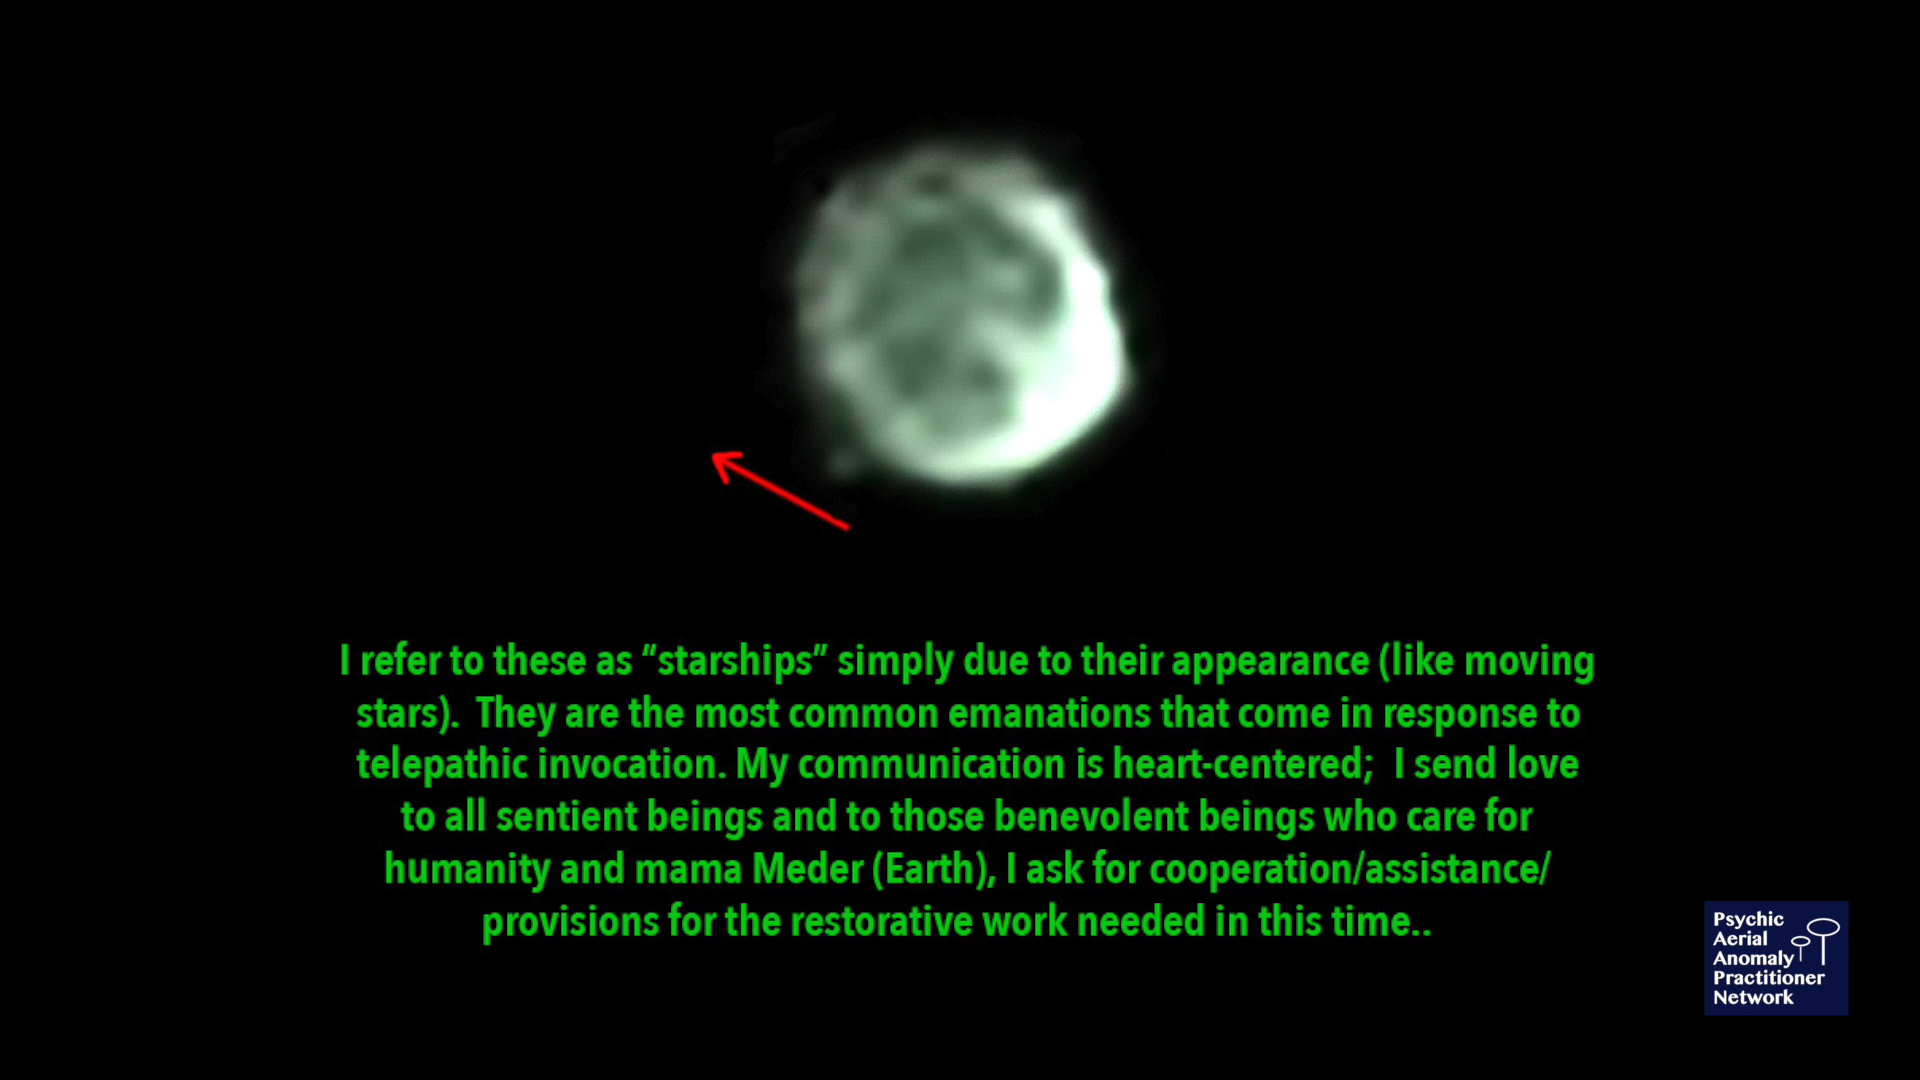 I refer to these as “starships” simply due to their appearance (like moving
stars).  They are the most common emanations that come in response to
telepathic invocation. My communication is heart-centered;  I send love
to all sentient beings and to those benevolent beings who care for
humanity and mama Meder (Earth), I ask for cooperation/assistance/
provisions for the restorative work needed in this time..
Psychic
Aerial
Anomaly
Practitioner
Network